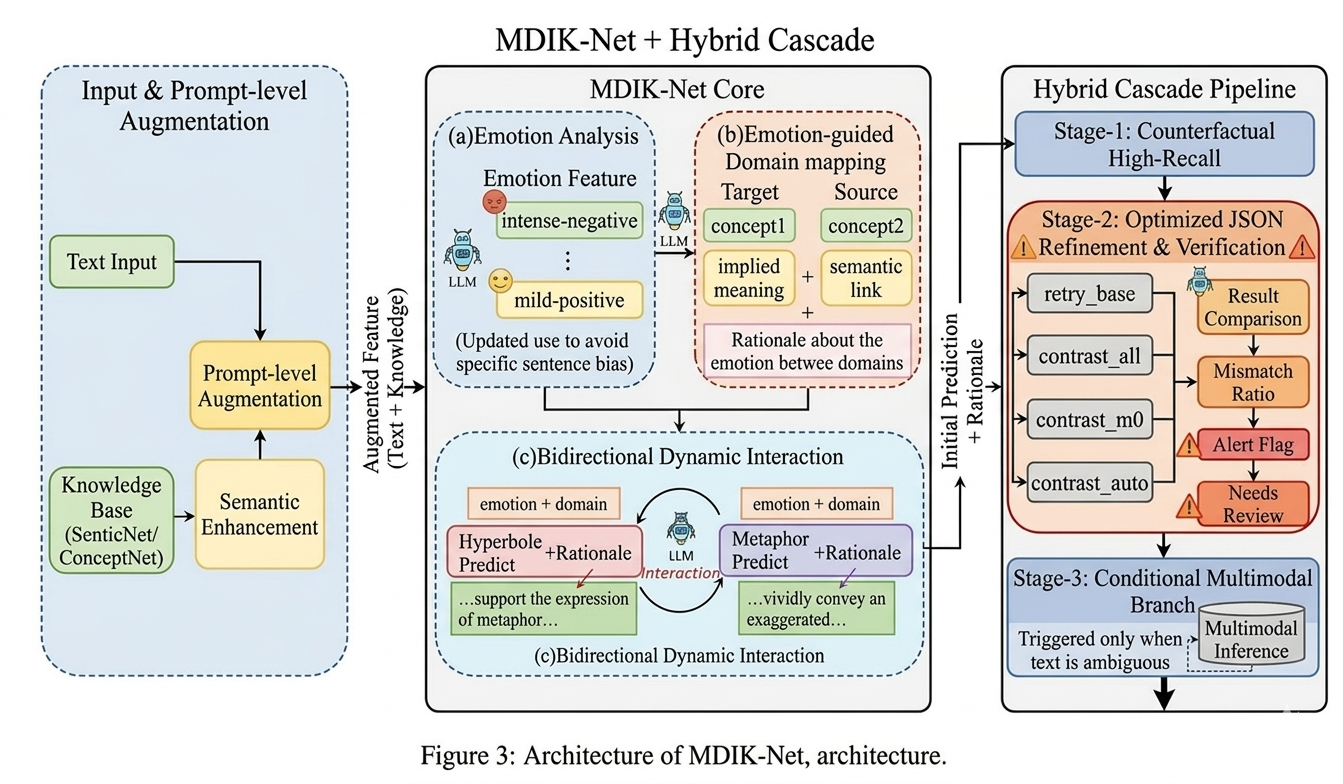 MDIK-Net + Hybrid Cascade
Input & Prompt-level
Augmentation
Text Input
Prompt-level
Augmentation
Knowledge
Base
(SenticNet/
ConceptNet)
Semantic
Enhancement
Augmented Feature
(Text + Knowledge)
MDIK-Net Core
(a)Emotion Analysis
Emotion Feature
intense-negative
⋮
LLM
mild-positive
(Updated use to avoid
specific sentence bias)
LLM
(b)Emotion-guided
Domain mapping
Target Source
concept1 concept2
implied
meaning
+
semantic
link
+
Rationale about the
emotion betwee domains
(c)Bidirectional Dynamic Interaction
emotion + domain
Hyperbole
Predict
+Rationale
…support the expression
of metaphor…
LLM
Interaction
emotion + domain
Metaphor
Predict
+Rationale
…vividly convey an
exaggerated…
(c)Bidirectional Dynamic Interaction
Initial Prediction
+ Rationale
Hybrid Cascade Pipeline
Stage-1: Counterfactual
High-Recall
Stage-2: Optimized JSON
Refinement & Verification
retry_base
contrast_all
contrast_m0
contrast_auto
Result
Comparison
Mismatch
Ratio
Alert Flag
Needs
Review
Stage-3: Conditional Multimodal
Branch
Triggered only when
text is ambiguous
Multimodal
Inference
Figure 3: Architecture of MDIK-Net, architecture.